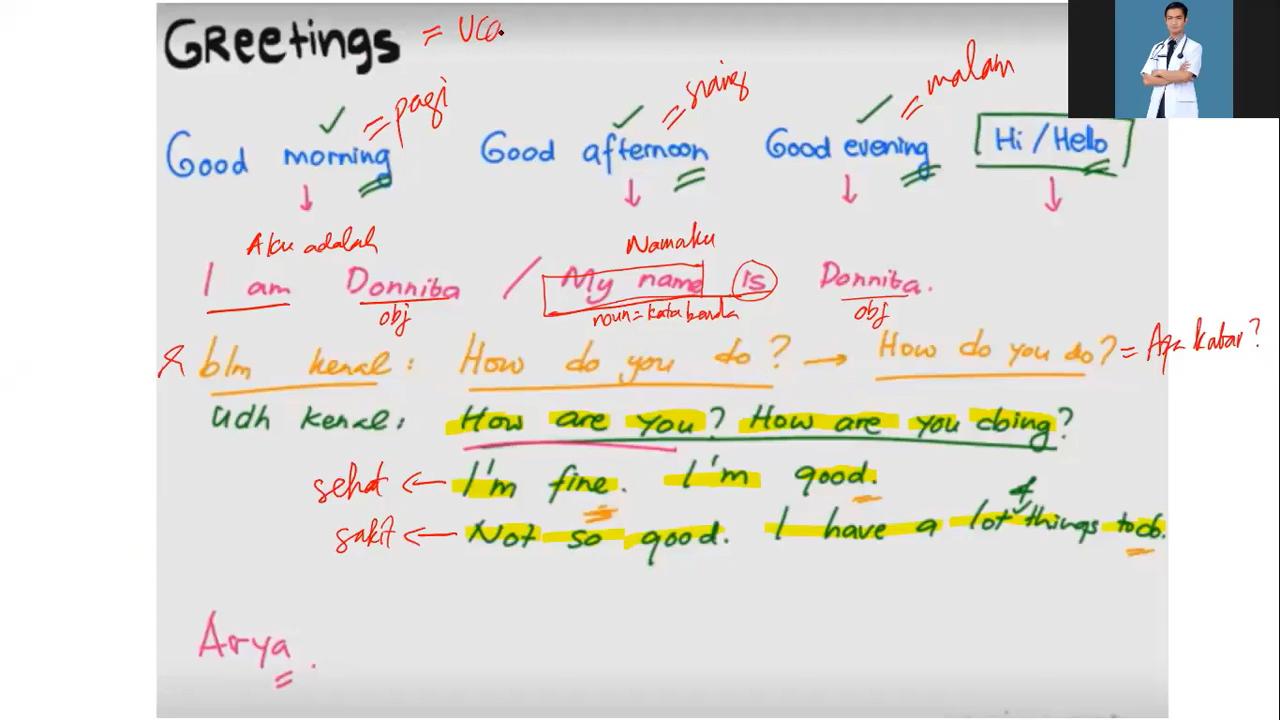 Greetings = Uca
= pagi = siang = malam
Good morning Good afternoon Good evening Hi / Hello
Aku adalah Namaku
I am Donnita / My name is Donnita.
obj noun = kata benda obj
blm kenal : How do you do? → How do you do? = Apa kabar?
udh kenal : How are you? How are you doing?
sehat ← I'm fine. I'm good.
sakit ← Not so good. I have a lot of things to do.
Arya.